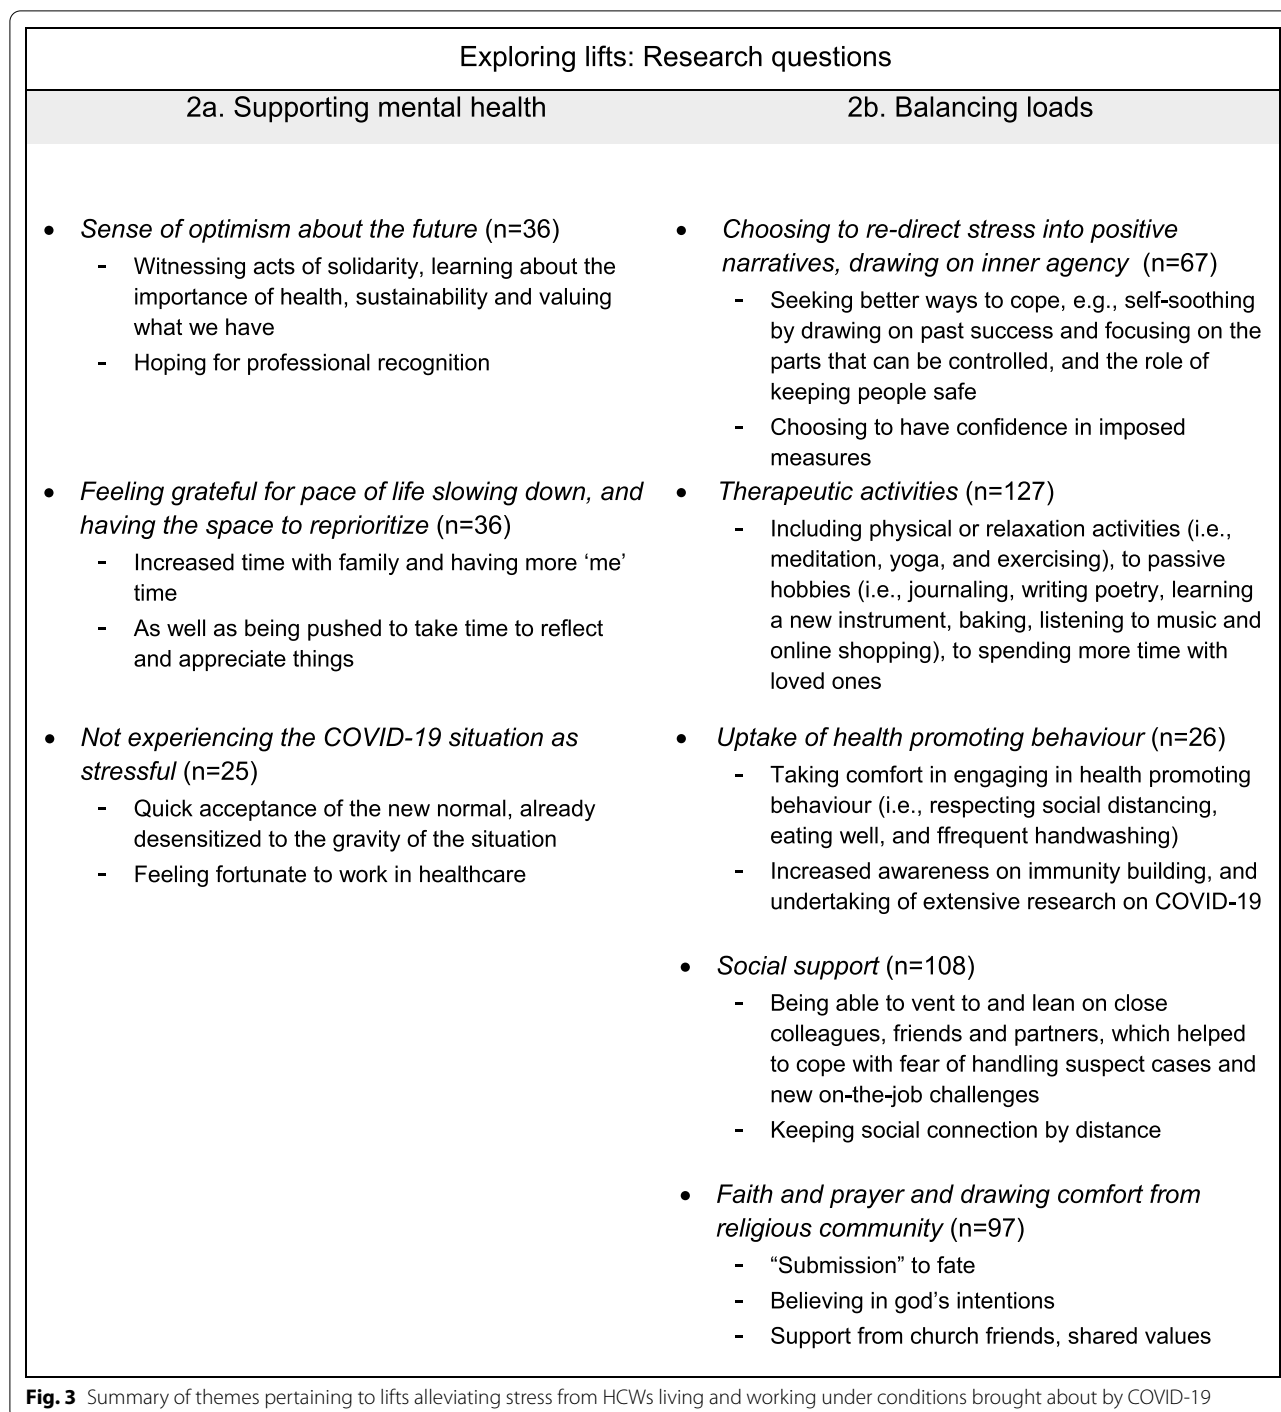 Exploring lifts: Research questions
2a. Supporting mental health
• Sense of optimism about the future (n=36)
- Witnessing acts of solidarity, learning about the
importance of health, sustainability and valuing
what we have
- Hoping for professional recognition
• Feeling grateful for pace of life slowing down, and
having the space to reprioritize (n=36)
- Increased time with family and having more ‘me’
time
- As well as being pushed to take time to reflect
and appreciate things
• Not experiencing the COVID-19 situation as
stressful (n=25)
- Quick acceptance of the new normal, already
desensitized to the gravity of the situation
- Feeling fortunate to work in healthcare
2b. Balancing loads
• Choosing to re-direct stress into positive
narratives, drawing on inner agency (n=67)
- Seeking better ways to cope, e.g., self-soothing
by drawing on past success and focusing on the
parts that can be controlled, and the role of
keeping people safe
- Choosing to have confidence in imposed
measures
• Therapeutic activities (n=127)
- Including physical or relaxation activities (i.e.,
meditation, yoga, and exercising), to passive
hobbies (i.e., journaling, writing poetry, learning
a new instrument, baking, listening to music and
online shopping), to spending more time with
loved ones
• Uptake of health promoting behaviour (n=26)
- Taking comfort in engaging in health promoting
behaviour (i.e., respecting social distancing,
eating well, and ffrequent handwashing)
- Increased awareness on immunity building, and
undertaking of extensive research on COVID-19
• Social support (n=108)
- Being able to vent to and lean on close
colleagues, friends and partners, which helped
to cope with fear of handling suspect cases and
new on-the-job challenges
- Keeping social connection by distance
• Faith and prayer and drawing comfort from
religious community (n=97)
- “Submission” to fate
- Believing in god’s intentions
- Support from church friends, shared values
Fig. 3 Summary of themes pertaining to lifts alleviating stress from HCWs living and working under conditions brought about by COVID-19